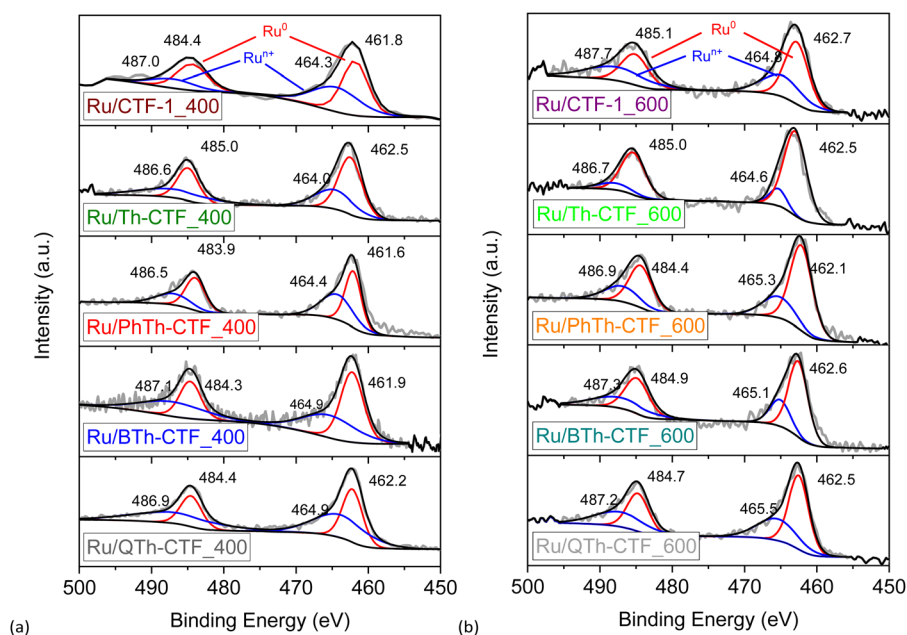 (a)
Intensity (a.u.)
Ru⁰
Ruⁿ⁺
487.0 484.4 464.3 461.8
Ru/CTF-1_400
486.6 485.0 464.0 462.5
Ru/Th-CTF_400
486.5 483.9 464.4 461.6
Ru/PhTh-CTF_400
487.1 484.3 464.9 461.9
Ru/BTh-CTF_400
486.9 484.4 464.9 462.2
Ru/QTh-CTF_400
500 490 480 470 460 450
Binding Energy (eV)
(b)
Intensity (a.u.)
Ru⁰
Ruⁿ⁺
487.7 485.1 464.8 462.7
Ru/CTF-1_600
486.7 485.0 464.6 462.5
Ru/Th-CTF_600
486.9 484.4 465.3 462.1
Ru/PhTh-CTF_600
487.3 484.9 465.1 462.6
Ru/BTh-CTF_600
487.2 484.7 465.5 462.5
Ru/QTh-CTF_600
500 490 480 470 460 450
Binding Energy (eV)